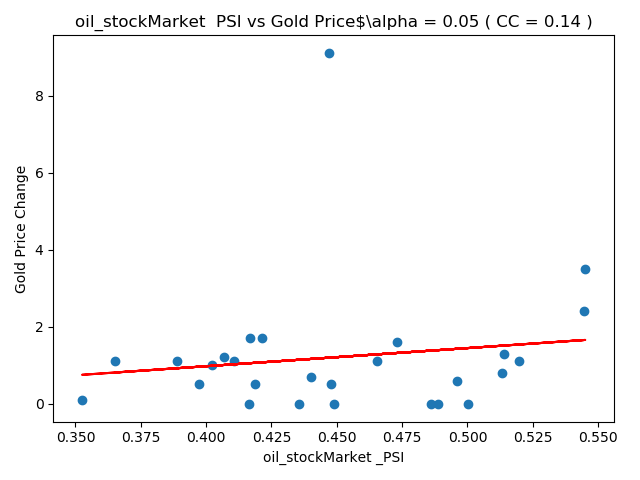 oil_stockMarket  PSI vs Gold Price$\alpha = 0.05 ( CC = 0.14 )
8
6
4
2
0
Gold Price Change
0.350 0.375 0.400 0.425 0.450 0.475 0.500 0.525 0.550
oil_stockMarket _PSI